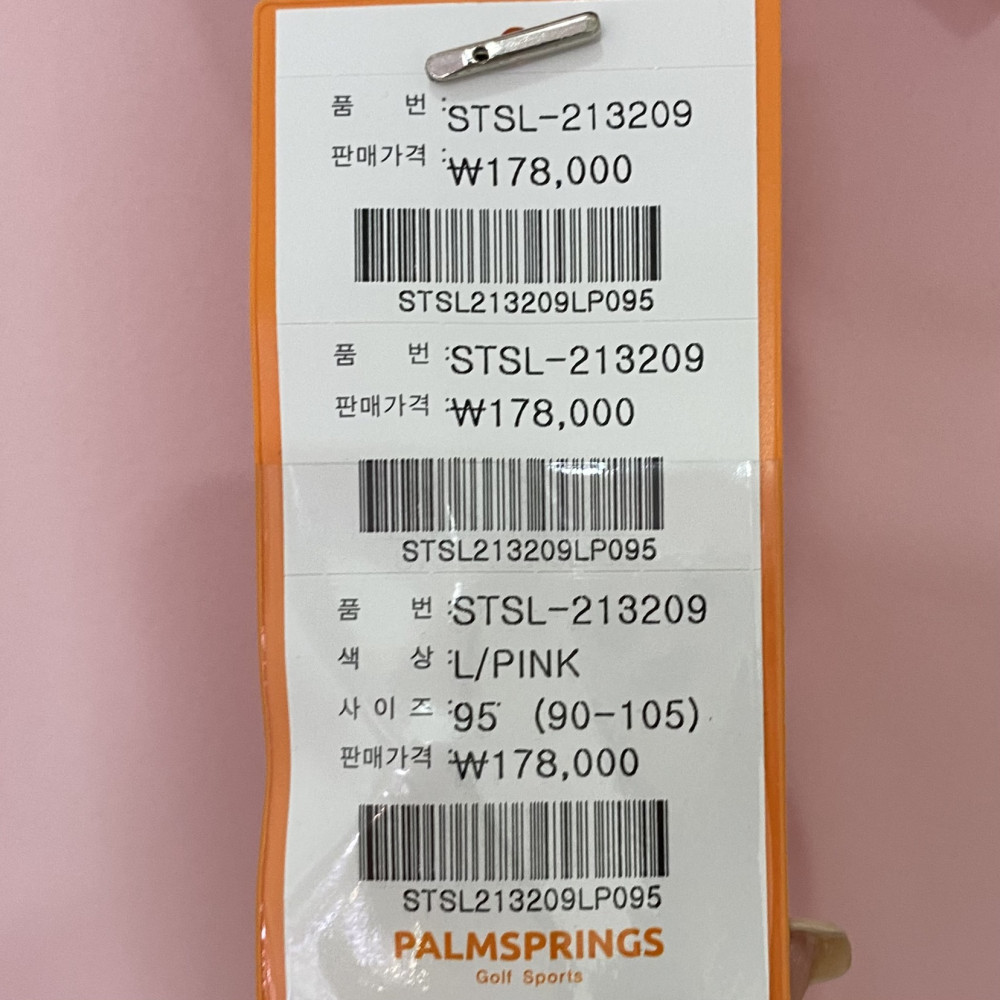 품 번 :STSL-213209
판매가격 :₩178,000
STSL213209LP095
품 번 :STSL-213209
판매가격 :₩178,000
STSL213209LP095
품 번 :STSL-213209
색 상 :L/PINK
사 이 즈 :95 (90-105)
판매가격 :₩178,000
STSL213209LP095
PALMSPRINGS
Golf Sports